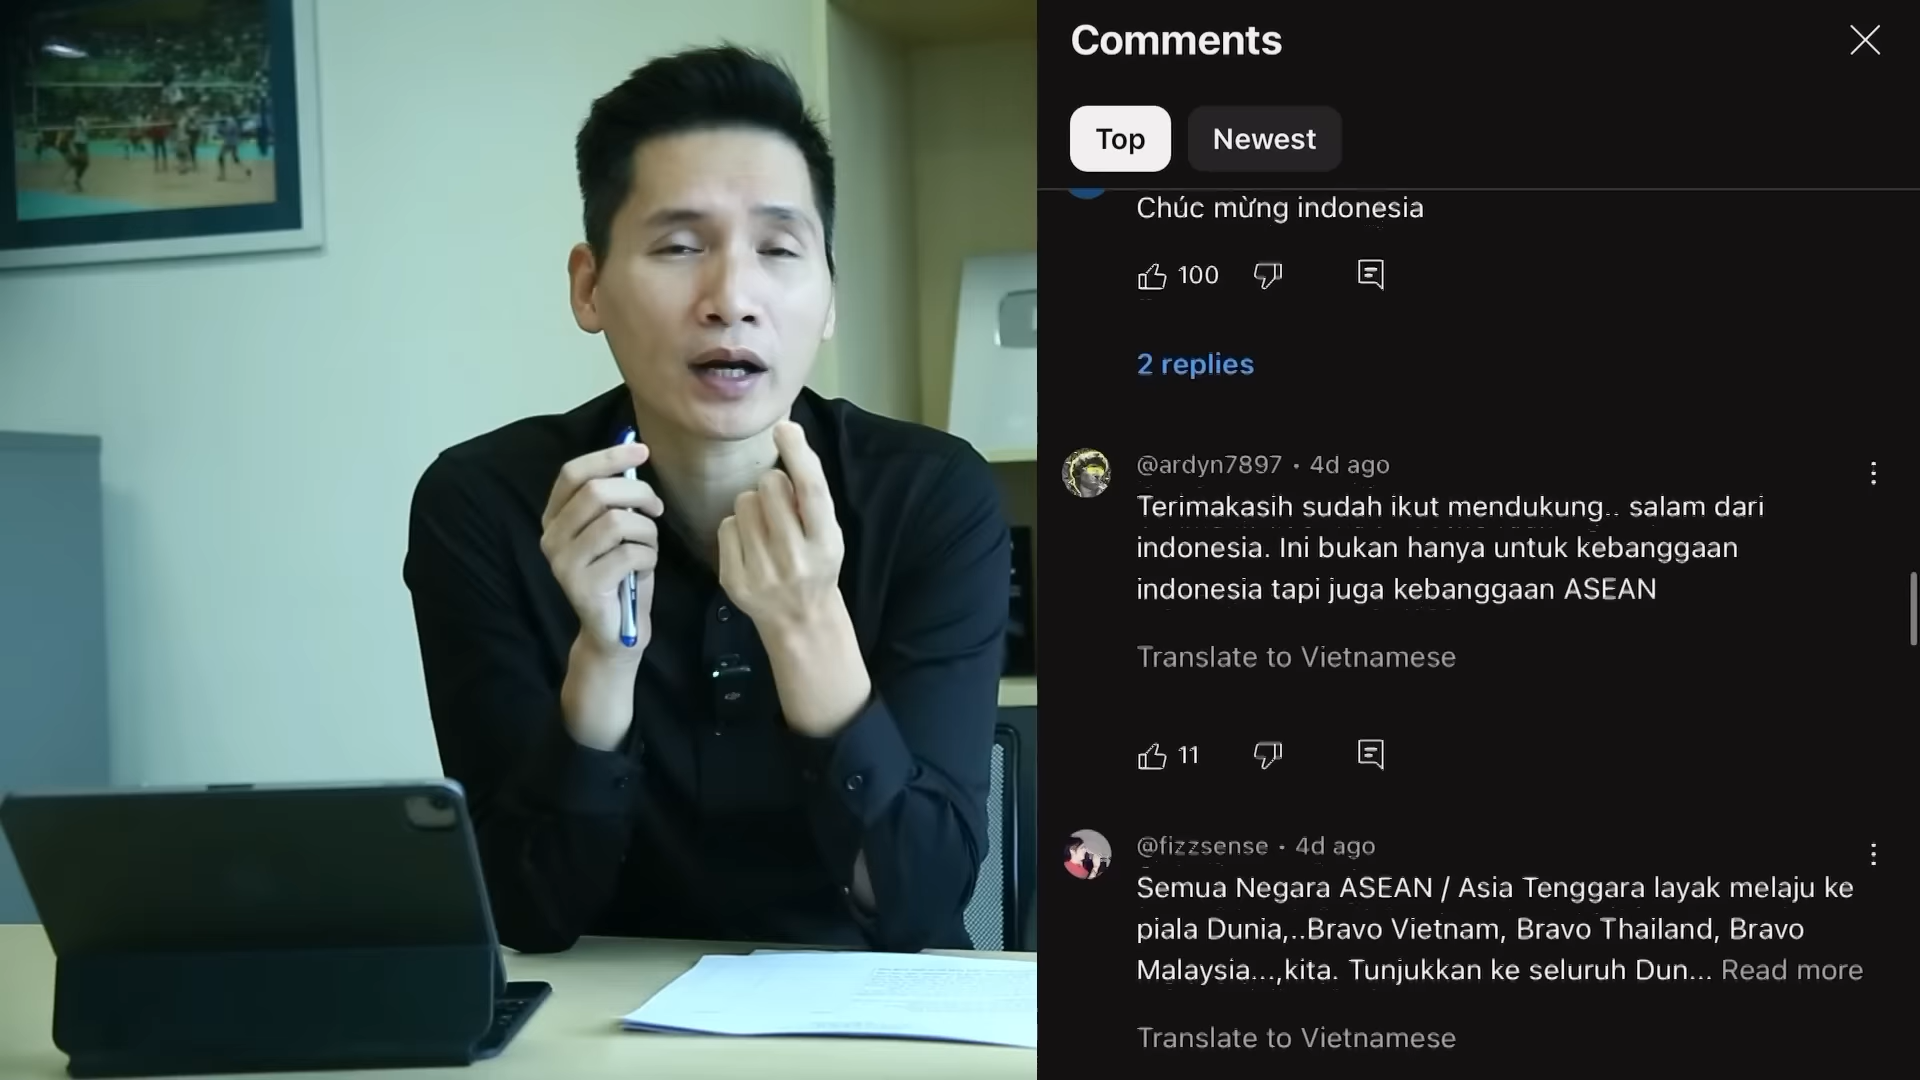 Comments
Top
Newest
Chúc mừng indonesia
100
2 replies
@ardyn7897 · 4d ago
Terimakasih sudah ikut mendukung.. salam dari
indonesia. Ini bukan hanya untuk kebanggaan
indonesia tapi juga kebanggaan ASEAN
Translate to Vietnamese
11
@fizzsense · 4d ago
Semua Negara ASEAN / Asia Tenggara layak melaju ke
piala Dunia,..Bravo Vietnam, Bravo Thailand, Bravo
Malaysia...,kita. Tunjukkan ke seluruh Dun... Read more
Translate to Vietnamese